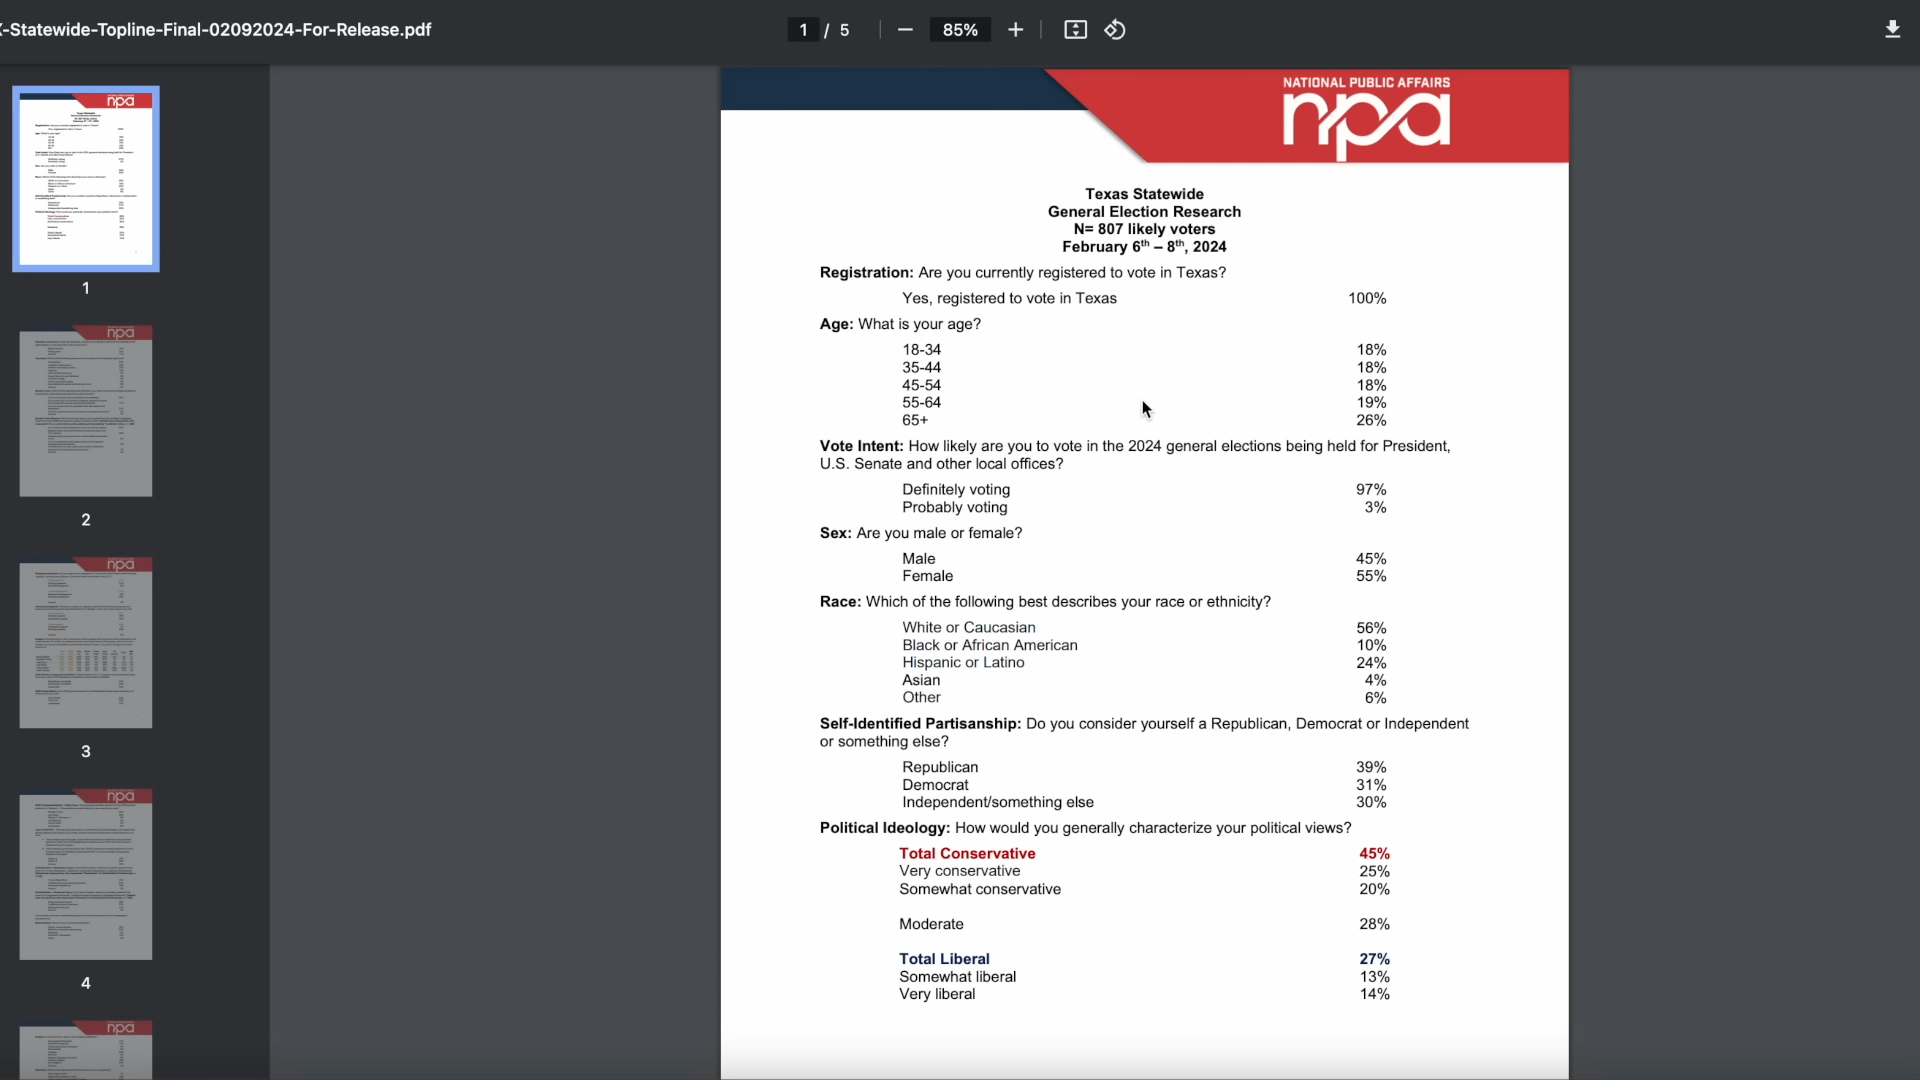 -Statewide-Topline-Final-02092024-For-Release.pdf
1 / 5
85%
NATIONAL PUBLIC AFFAIRS
npa
Texas Statewide
General Election Research
N= 807 likely voters
February 6th – 8th, 2024
Registration: Are you currently registered to vote in Texas?
Yes, registered to vote in Texas 100%
Age: What is your age?
18-34 18%
35-44 18%
45-54 18%
55-64 19%
65+ 26%
Vote Intent: How likely are you to vote in the 2024 general elections being held for President,
U.S. Senate and other local offices?
Definitely voting 97%
Probably voting 3%
Sex: Are you male or female?
Male 45%
Female 55%
Race: Which of the following best describes your race or ethnicity?
White or Caucasian 56%
Black or African American 10%
Hispanic or Latino 24%
Asian 4%
Other 6%
Self-Identified Partisanship: Do you consider yourself a Republican, Democrat or Independent
or something else?
Republican 39%
Democrat 31%
Independent/something else 30%
Political Ideology: How would you generally characterize your political views?
Total Conservative 45%
Very conservative 25%
Somewhat conservative 20%
Moderate 28%
Total Liberal 27%
Somewhat liberal 13%
Very liberal 14%
npa
1
npa
2
npa
3
npa
4
npa